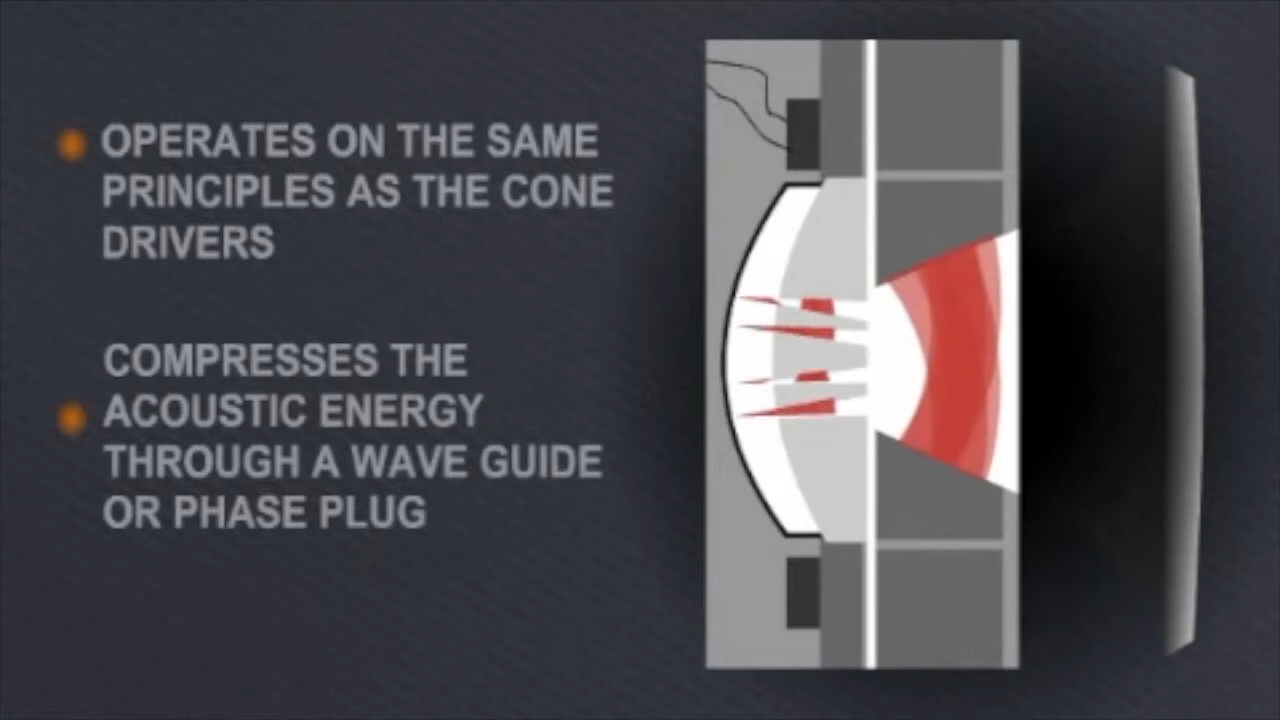 OPERATES ON THE SAME
PRINCIPLES AS THE CONE
DRIVERS
COMPRESSES THE
ACOUSTIC ENERGY
THROUGH A WAVE GUIDE
OR PHASE PLUG